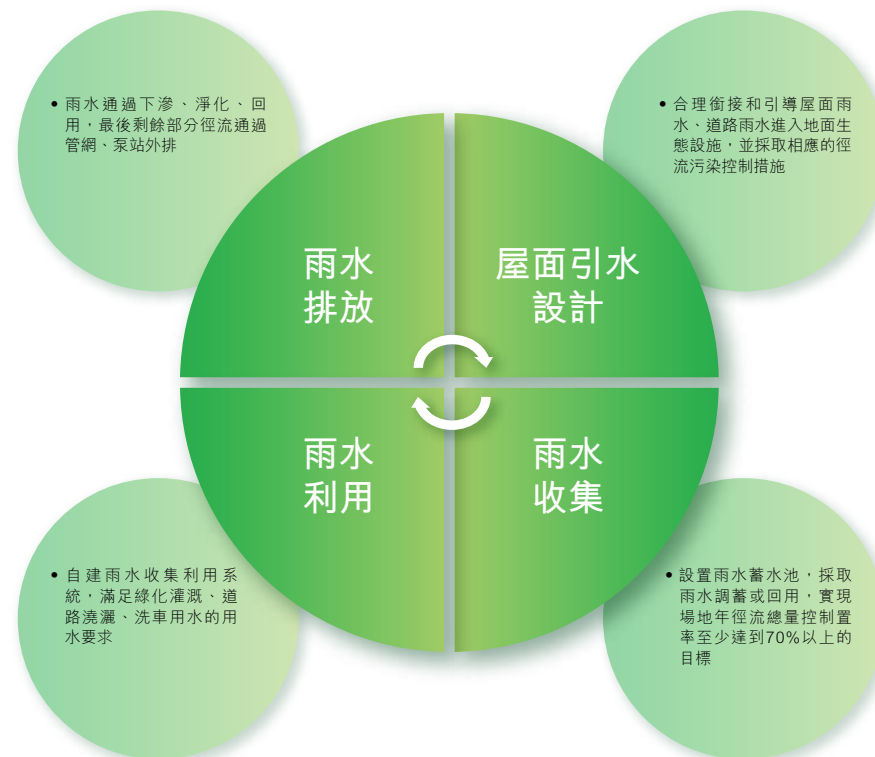 • 雨水通過下滲、淨化、回
用，最後剩餘部分徑流通過
管網、泵站外排
• 合理銜接和引導屋面雨
水、道路雨水進入地面生
態設施，並採取相應的徑
流污染控制措施
雨水
排放
屋面引水
設計
雨水
利用
雨水
收集
• 自建雨水收集利用系
統，滿足綠化灌溉、道
路澆灑、洗車用水的用
水要求
• 設置雨水蓄水池，採取
雨水調蓄或回用，實現
場地年徑流總量控制置
率至少達到70%以上的
目標